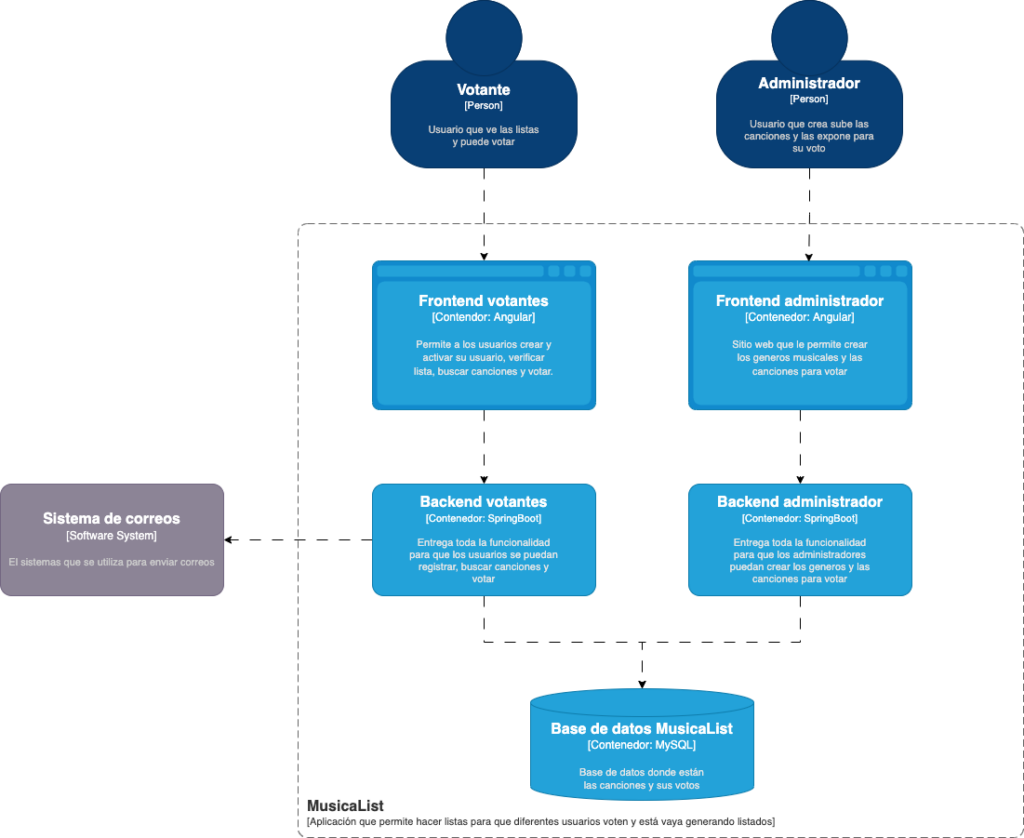 Votante
[Person]
Usuario que ve las listas
y puede votar
Administrador
[Person]
Usuario que crea sube las
canciones y las expone para
su voto
Frontend votantes
[Contendor: Angular]
Permite a los usuarios crear y
activar su usuario, verificar
lista, buscar canciones y votar.
Frontend administrador
[Contenedor: Angular]
Sitio web que le permite crear
los generos musicales y las
canciones para votar
Sistema de correos
[Software System]
El sistemas que se utiliza para enviar correos
Backend votantes
[Contenedor: SpringBoot]
Entrega toda la funcionalidad
para que los usuarios se puedan
registrar, buscar canciones y
votar
Backend administrador
[Contenedor: SpringBoot]
Entrega toda la funcionalidad
para que los administradores
puedan crear los generos y las
canciones para votar
Base de datos MusicaList
[Contenedor: MySQL]
Base de datos donde están
las canciones y sus votos
MusicaList
[Aplicación que permite hacer listas para que diferentes usuarios voten y está vaya generando listados]